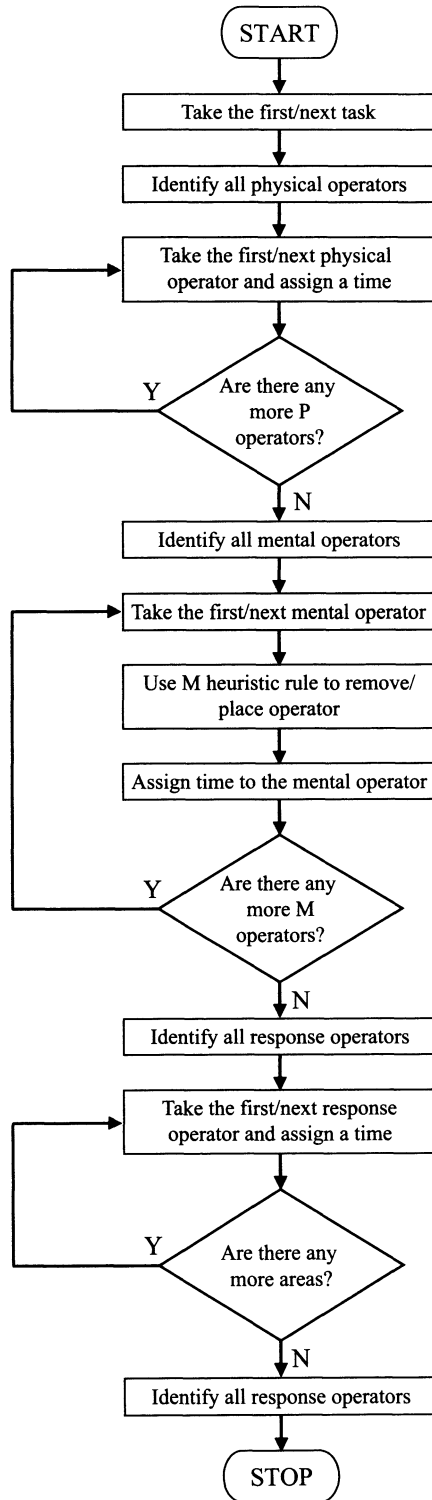 START
Take the first/next task
Identify all physical operators
Take the first/next physical
operator and assign a time
Are there any
more P
operators?
Y
N
Identify all mental operators
Take the first/next mental operator
Use M heuristic rule to remove/
place operator
Assign time to the mental operator
Are there any
more M
operators?
Y
N
Identify all response operators
Take the first/next response
operator and assign a time
Are there any
more areas?
Y
N
Identify all response operators
STOP